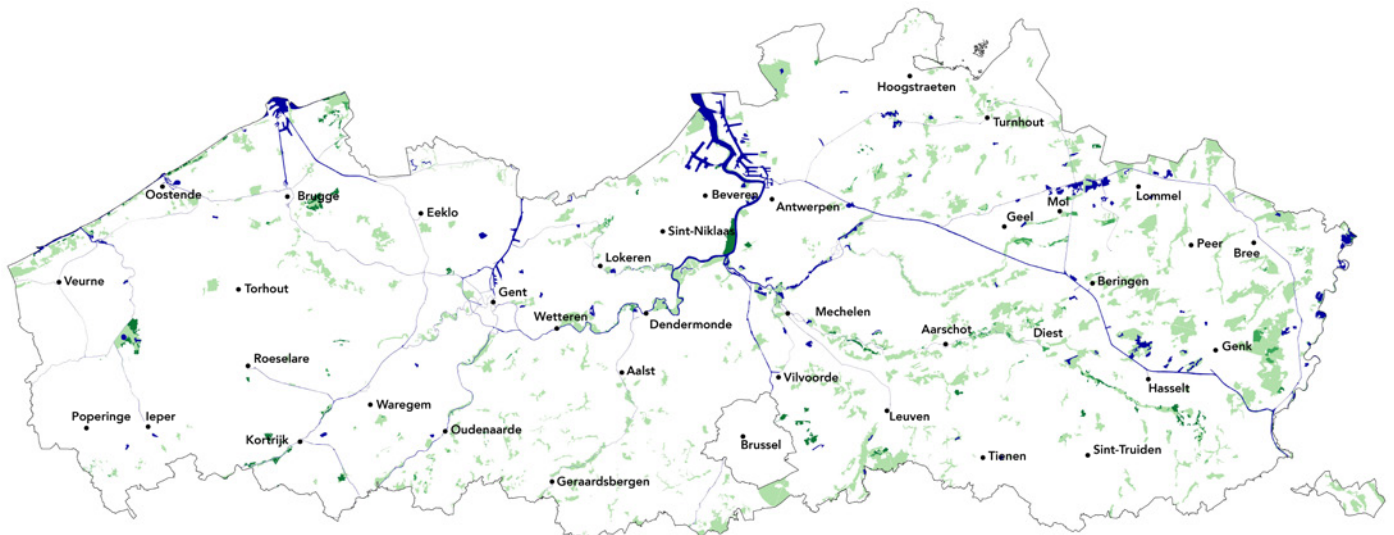 Hoogstraeten
Turnhout
Oostende
Brugge
Eeklo
Beveren
Antwerpen
Lommel
Mol
Geel
Sint-Niklaas
Peer
Bree
Lokeren
Veurne
Torhout
Gent
Beringen
Wetteren
Dendermonde
Mechelen
Aarschot
Diest
Genk
Roeselare
Aalst
Vilvoorde
Hasselt
Waregem
Leuven
Poperinge
Ieper
Kortrijk
Oudenaarde
Brussel
Tienen
Sint-Truiden
Geraardsbergen